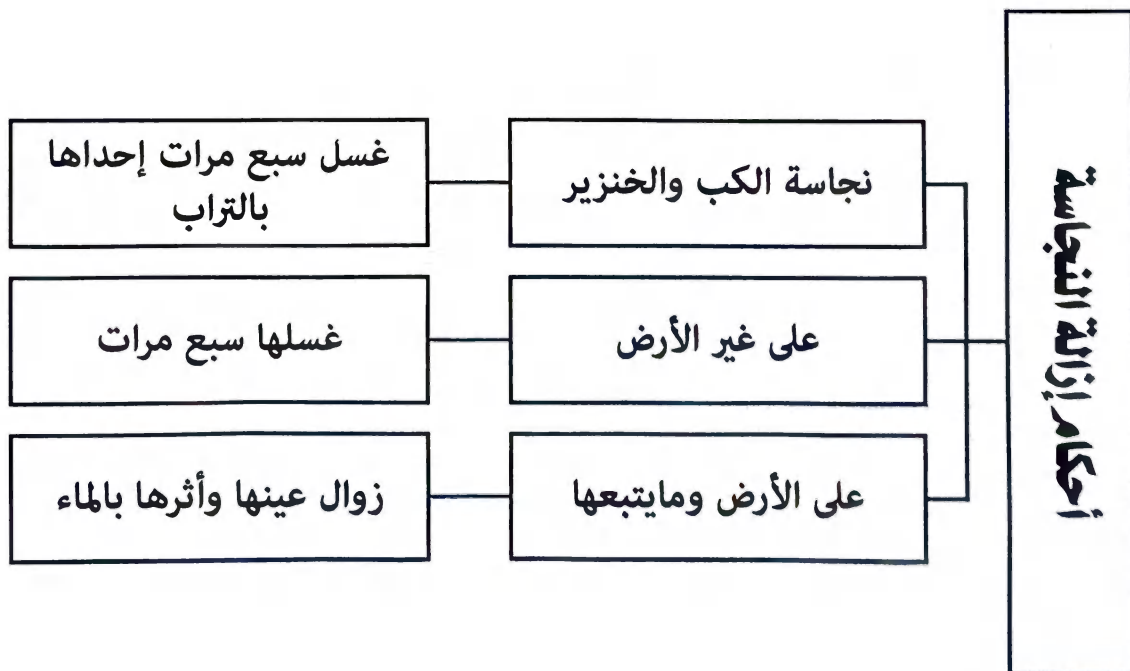 أحكام إزالة النجاسة
نجاسة الكب والخنزير
غسل سبع مرات إحداها
بالتراب
على غير الأرض
غسلها سبع مرات
على الأرض ومايتبعها
زوال عينها وأثرها بالماء